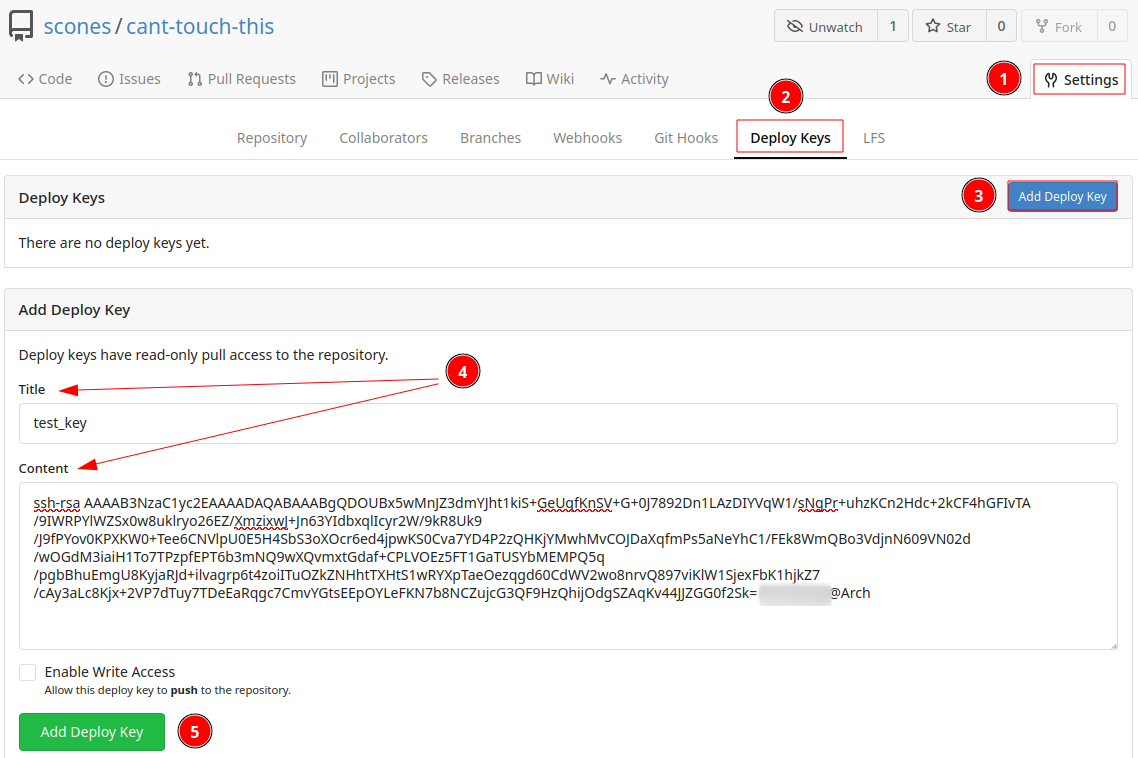 scones / cant-touch-this
Unwatch 1 Star 0 Fork 0
Code Issues Pull Requests Projects Releases Wiki Activity 1 Settings
2
Repository Collaborators Branches Webhooks Git Hooks Deploy Keys LFS
Deploy Keys 3 Add Deploy Key
There are no deploy keys yet.
Add Deploy Key
Deploy keys have read-only pull access to the repository.
4
Title
test_key
Content
ssh-rsa AAAAB3NzaC1yc2EAAAADAQABAAABgQDOUBx5wMnJZ3dmYJht1kiS+GeUqfKnSV+G+0J7892Dn1LAzDIYVqW1/sNgPr+uhzKCn2Hdc+2kCF4hGFIvTA
/9IWRPYlWZSx0w8uklryo26EZ/XmzixwJ+Jn63YIdbxqlIcyr2W/9kR8Uk9
/J9fPYov0KPXKW0+Tee6CNVlpU0E5H4SbS3oXOcr6ed4jpwKS0Cva7YD4P2zQHKjYMwhMvCOJDaXqfmPs5aNeYhC1/FEk8WmQBo3VdjnN609VN02d
/wOGdM3iaiH1To7TPzpfEPT6b3mNQ9wXQvmxtGdaf+CPLVOEz5FT1GaTUSYbMEMPQ5q
/pgbBhuEmgU8KyjaRJd+ilvagrp6t4zoiITuOZkZNHhtTXHtS1wRYXpTaeOezqgd60CdWV2wo8nrvQ897viKlW1SjexFbK1hjkZ7
/cAy3aLc8Kjx+2VP7dTuy7TDeEaRqgc7CmvYGtsEEpOYLeFKN7b8NCZujcG3QF9HzQhijOdgSZAqKv44JJZGG0f2Sk= @Arch
Enable Write Access
Allow this deploy key to push to the repository.
Add Deploy Key 5